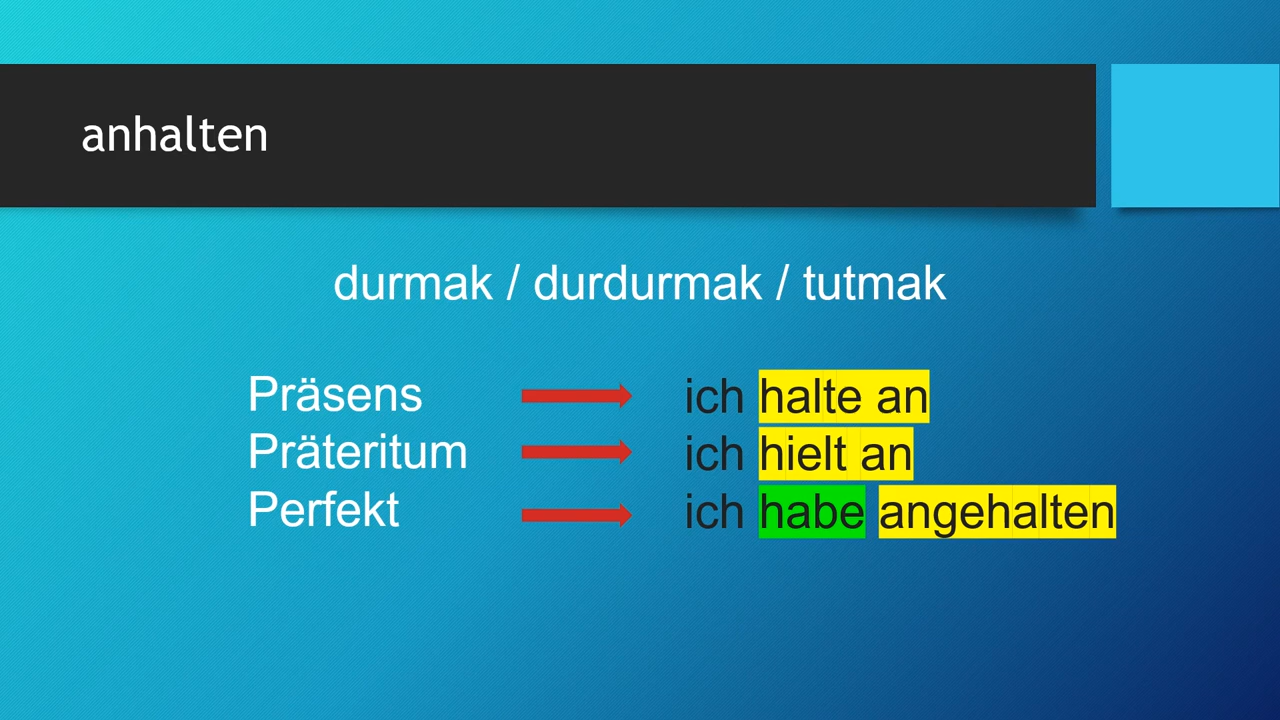 anhalten
durmak / durdurmak / tutmak
Präsens ich halte an
Präteritum ich hielt an
Perfekt ich habe angehalten